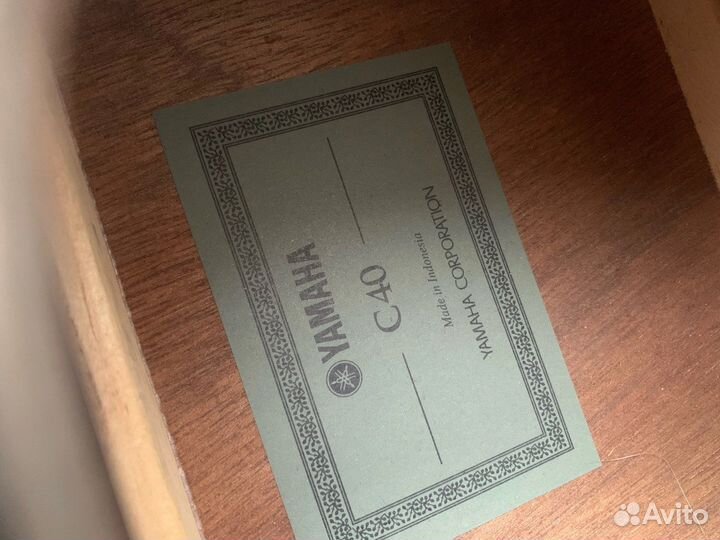 YAMAHA
C40
Made in Indonesia
YAMAHA CORPORATION
Avito